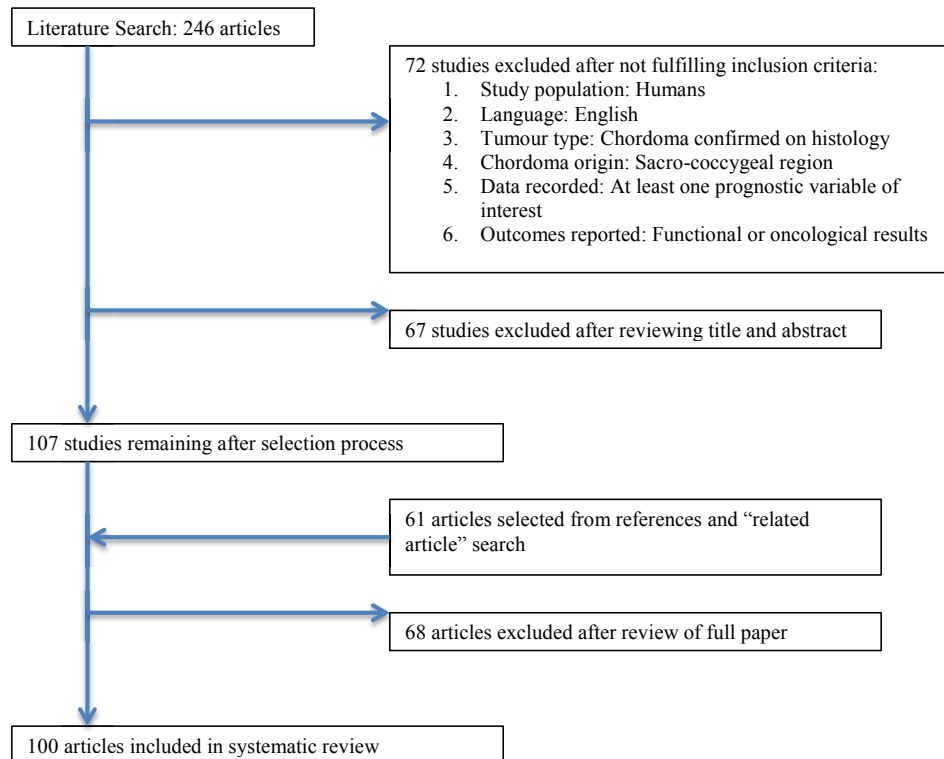 Literature Search: 246 articles
72 studies excluded after not fulfilling inclusion criteria:
1. Study population: Humans
2. Language: English
3. Tumour type: Chordoma confirmed on histology
4. Chordoma origin: Sacro-coccygeal region
5. Data recorded: At least one prognostic variable of
interest
6. Outcomes reported: Functional or oncological results
67 studies excluded after reviewing title and abstract
107 studies remaining after selection process
61 articles selected from references and “related
article” search
68 articles excluded after review of full paper
100 articles included in systematic review